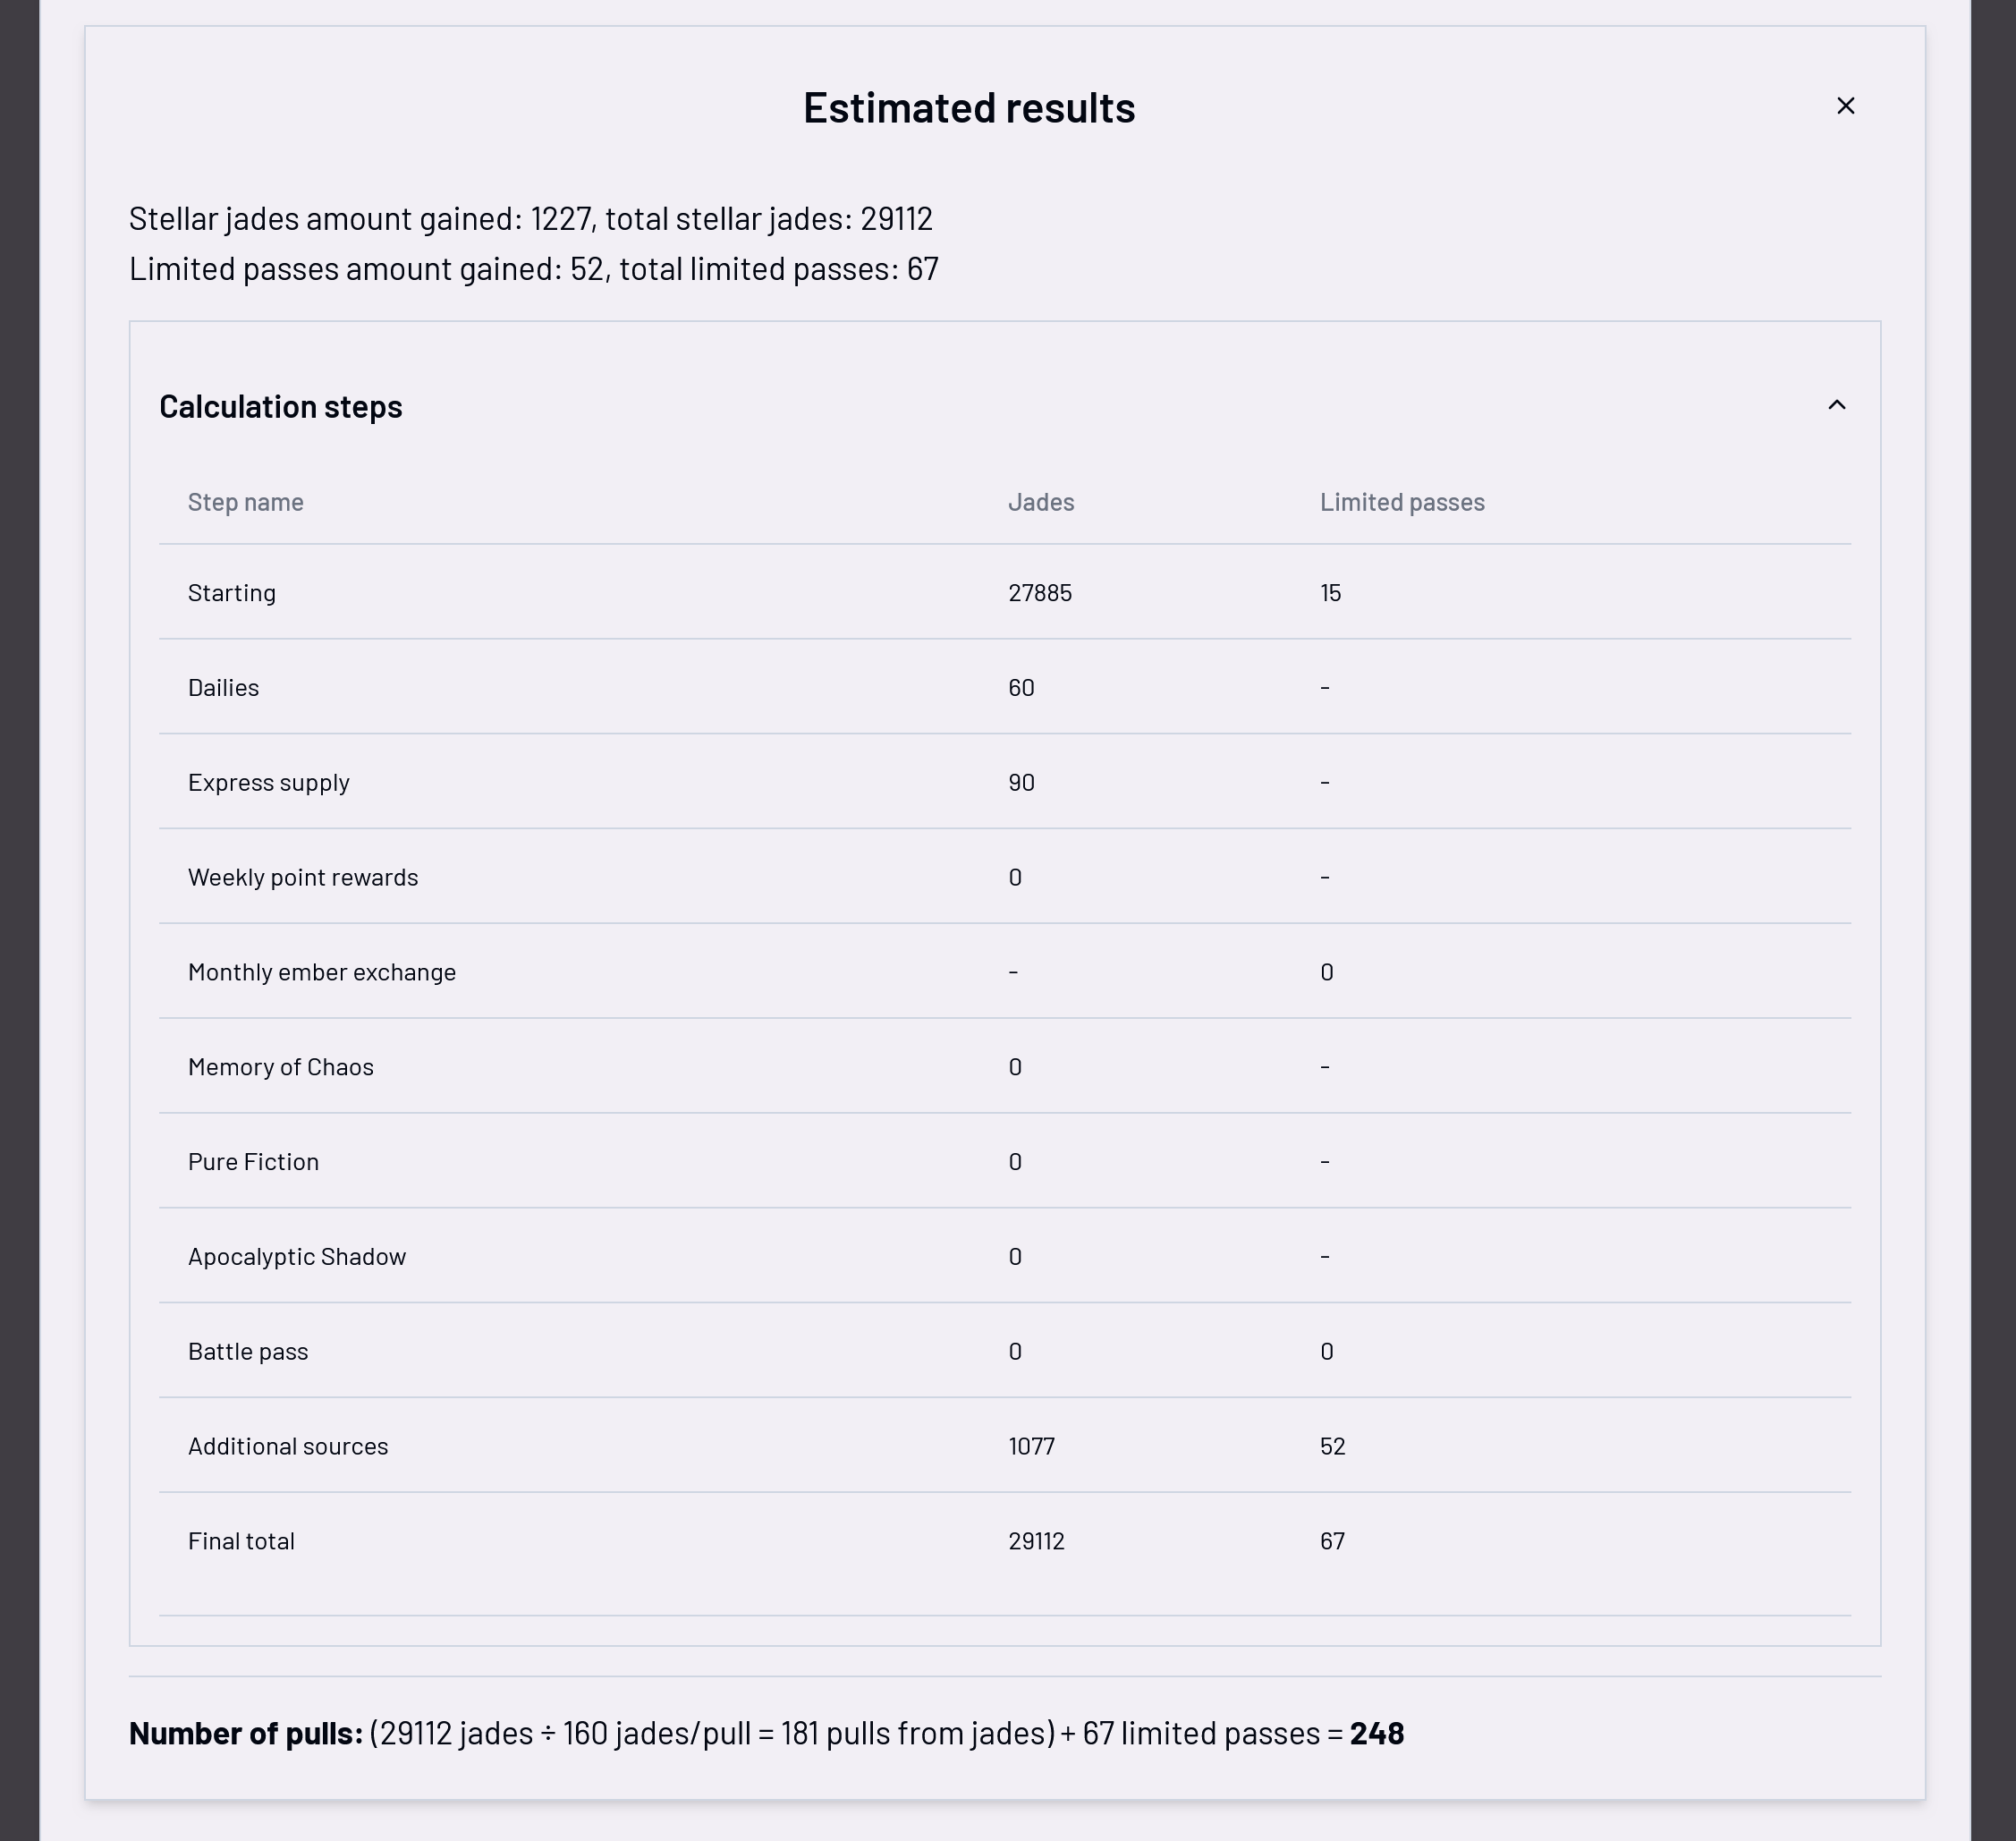 Estimated results
Stellar jades amount gained: 1227, total stellar jades: 29112
Limited passes amount gained: 52, total limited passes: 67
Calculation steps
Step name Jades Limited passes
Starting 27885 15
Dailies 60 -
Express supply 90 -
Weekly point rewards 0 -
Monthly ember exchange - 0
Memory of Chaos 0 -
Pure Fiction 0 -
Apocalyptic Shadow 0 -
Battle pass 0 0
Additional sources 1077 52
Final total 29112 67
Number of pulls: (29112 jades ÷ 160 jades/pull = 181 pulls from jades) + 67 limited passes = 248